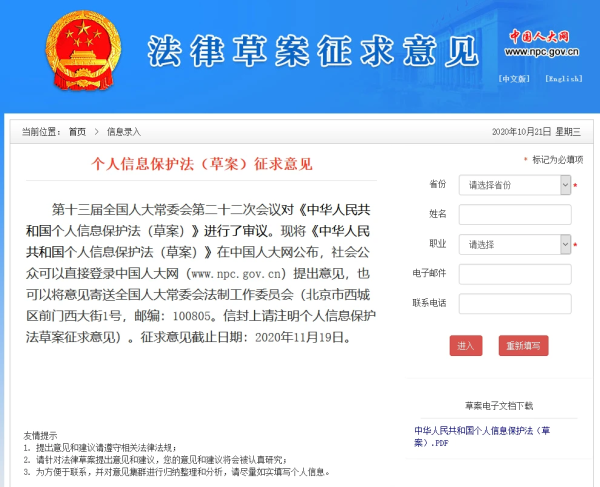 法律草案征求意见
中国人大网
www.npc.gov.cn
[中文版] [English]
当前位置: 首页 > 信息录入
2020年10月21日 星期三
个人信息保护法（草案）征求意见
第十三届全国人大常委会第二十二次会议对《中华人民共
和国个人信息保护法（草案）》进行了审议。现将《中华人民
共和国个人信息保护法（草案）》在中国人大网公布，社会公
众可以直接登录中国人大网（www.npc.gov.cn）提出意见，也
可以将意见寄送全国人大常委会法制工作委员会（北京市西城
区前门西大街1号，邮编：100805。信封上请注明个人信息保护
法草案征求意见）。征求意见截止日期：2020年11月19日。
友情提示
1. 提出意见和建议请遵守相关法律法规；
2. 请针对法律草案提出意见和建议，您的意见和建议将会被认真研究；
3. 为方便于联系，并对意见集群进行归纳整理和分析，请尽量如实填写个人信息。
* 标记为必填项
省份 请选择省份 *
姓名
职业 请选择 *
电子邮件
联系电话
进入 重新填写
草案电子文档下载
中华人民共和国个人信息保护法（草
案）.PDF